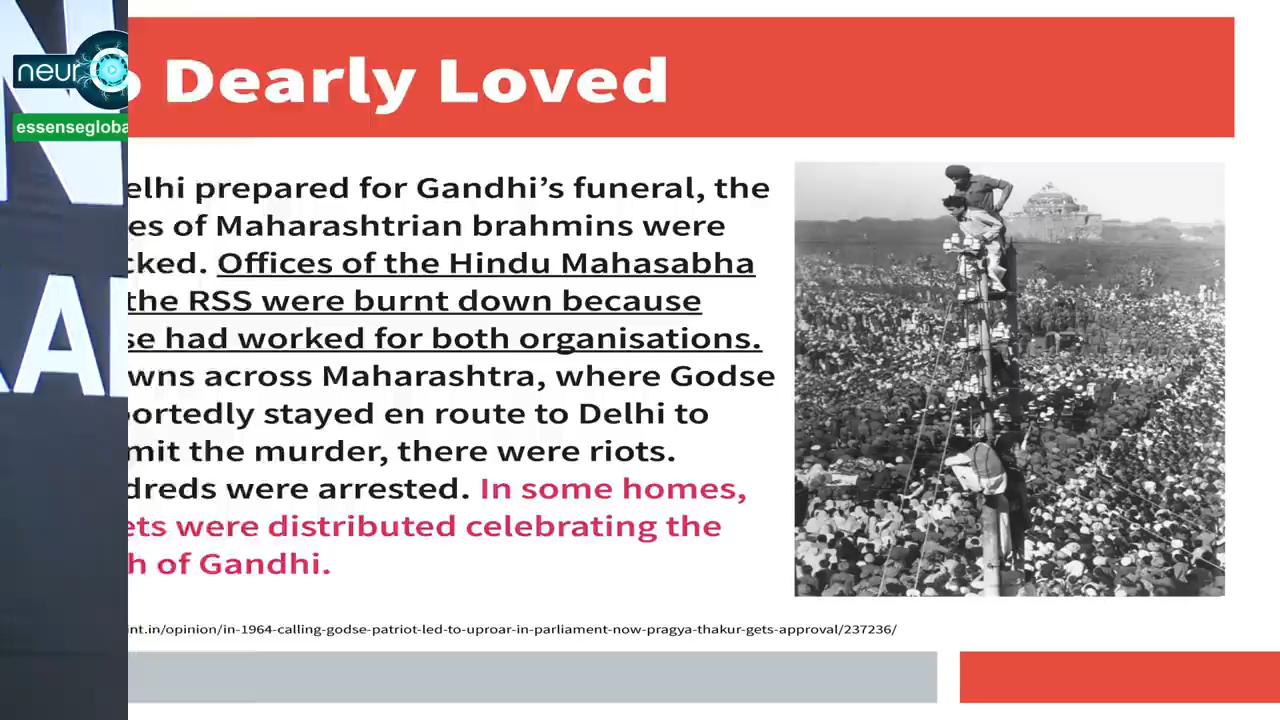 neur
essensegloba
Dearly Loved
elhi prepared for Gandhi’s funeral, the
es of Maharashtrian brahmins were
cked. Offices of the Hindu Mahasabha
the RSS were burnt down because
se had worked for both organisations.
wns across Maharashtra, where Godse
portedly stayed en route to Delhi to
mit the murder, there were riots.
dreds were arrested. In some homes,
ets were distributed celebrating the
h of Gandhi.
int.in/opinion/in-1964-calling-godse-patriot-led-to-uproar-in-parliament-now-pragya-thakur-gets-approval/237236/